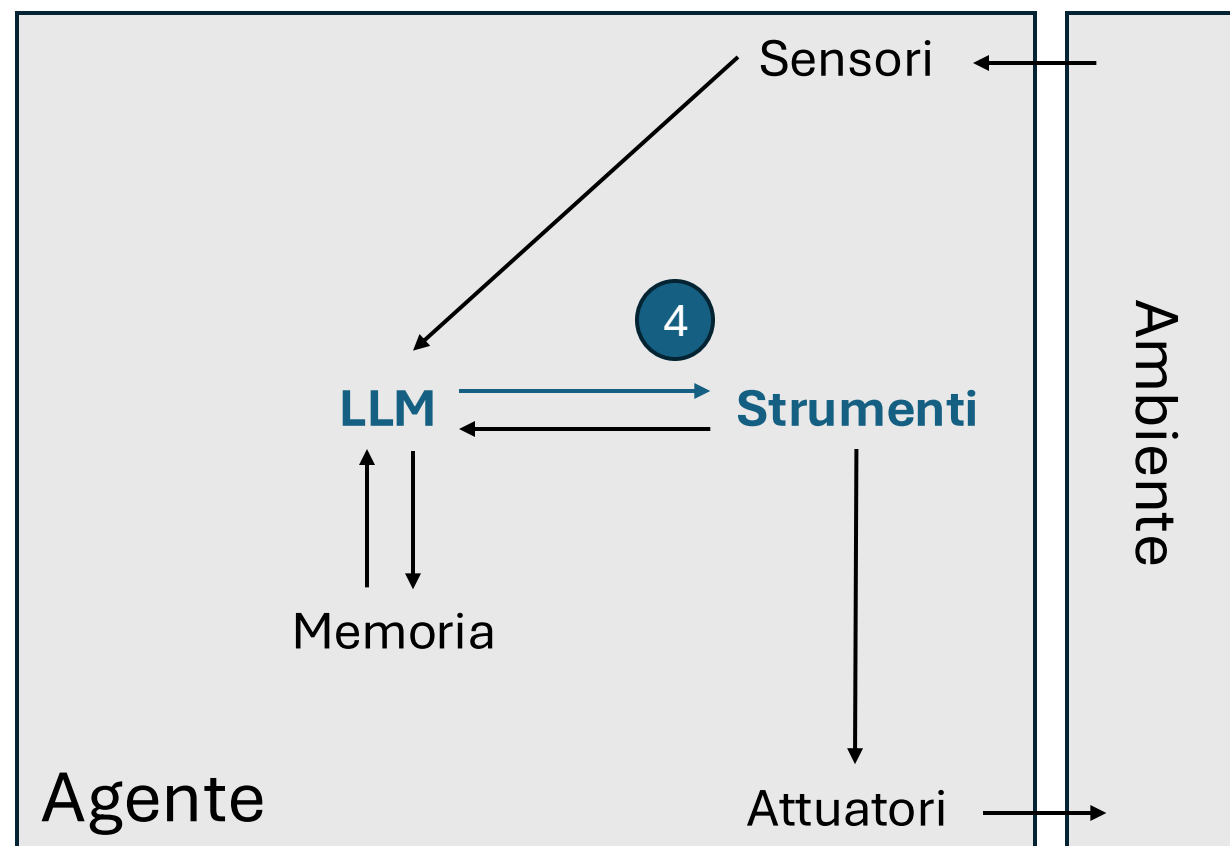 Sensori
4
LLM
Strumenti
Ambiente
Memoria
Agente
Attuatori